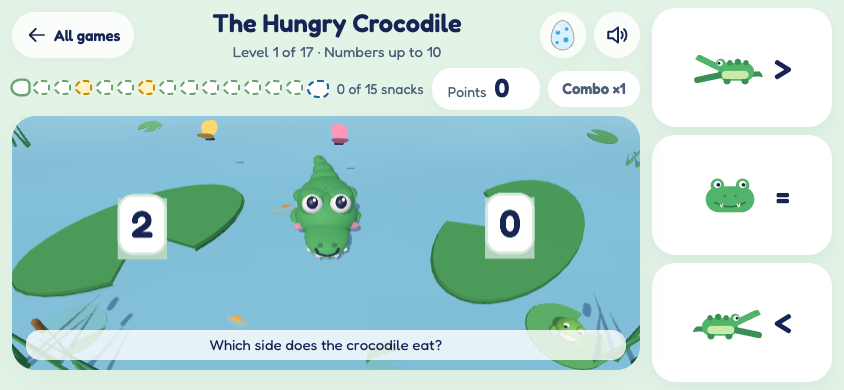 All games
The Hungry Crocodile
Level 1 of 17 · Numbers up to 10
0 of 15 snacks
Points 0
Combo ×1
2
0
Which side does the crocodile eat?
>
=
<